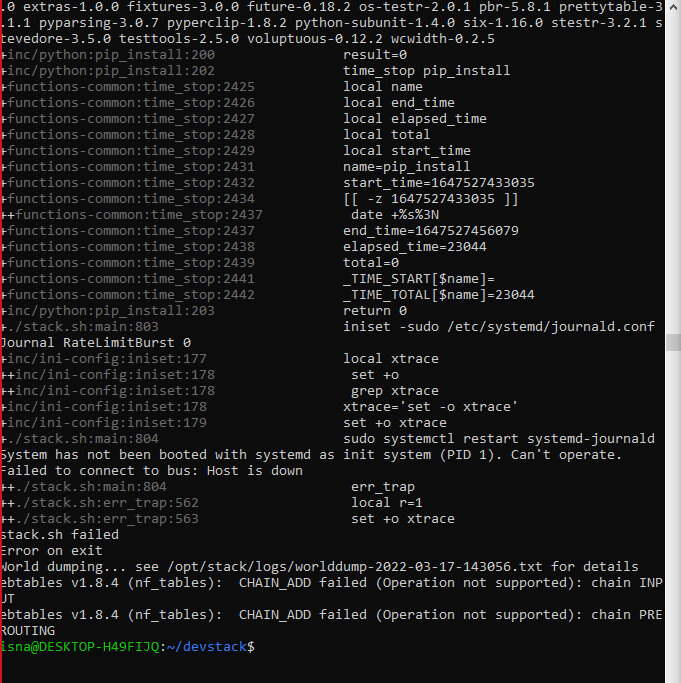 .0 extras-1.0.0 fixtures-3.0.0 future-0.18.2 os-testr-2.0.1 pbr-5.8.1 prettytable-3
.1.1 pyparsing-3.0.7 pyperclip-1.8.2 python-subunit-1.4.0 six-1.16.0 stestr-3.2.1 s
tevedore-3.5.0 testtools-2.5.0 voluptuous-0.12.2 wcwidth-0.2.5
+inc/python:pip_install:200                result=0
+inc/python:pip_install:202                time_stop pip_install
+functions-common:time_stop:2425           local name
+functions-common:time_stop:2426           local end_time
+functions-common:time_stop:2427           local elapsed_time
+functions-common:time_stop:2428           local total
+functions-common:time_stop:2429           local start_time
+functions-common:time_stop:2431           name=pip_install
+functions-common:time_stop:2432           start_time=1647527433035
+functions-common:time_stop:2434           [[ -z 1647527433035 ]]
++functions-common:time_stop:2437           date +%s%3N
+functions-common:time_stop:2437           end_time=1647527456079
+functions-common:time_stop:2438           elapsed_time=23044
+functions-common:time_stop:2439           total=0
+functions-common:time_stop:2441           _TIME_START[$name]=
+functions-common:time_stop:2442           _TIME_TOTAL[$name]=23044
+inc/python:pip_install:203                return 0
+./stack.sh:main:803                       iniset -sudo /etc/systemd/journald.conf
Journal RateLimitBurst 0
+inc/ini-config:iniset:177                 local xtrace
++inc/ini-config:iniset:178                 set +o
++inc/ini-config:iniset:178                 grep xtrace
+inc/ini-config:iniset:178                 xtrace='set -o xtrace'
+inc/ini-config:iniset:179                 set +o xtrace
+./stack.sh:main:804                       sudo systemctl restart systemd-journald
System has not been booted with systemd as init system (PID 1). Can't operate.
Failed to connect to bus: Host is down
++./stack.sh:main:804                       err_trap
++./stack.sh:err_trap:562                   local r=1
++./stack.sh:err_trap:563                   set +o xtrace
stack.sh failed
Error on exit
World dumping... see /opt/stack/logs/worlddump-2022-03-17-143056.txt for details
ebtables v1.8.4 (nf_tables):  CHAIN_ADD failed (Operation not supported): chain INP
UT
ebtables v1.8.4 (nf_tables):  CHAIN_ADD failed (Operation not supported): chain PRE
ROUTING
isna@DESKTOP-H49FIJQ:~/devstack$